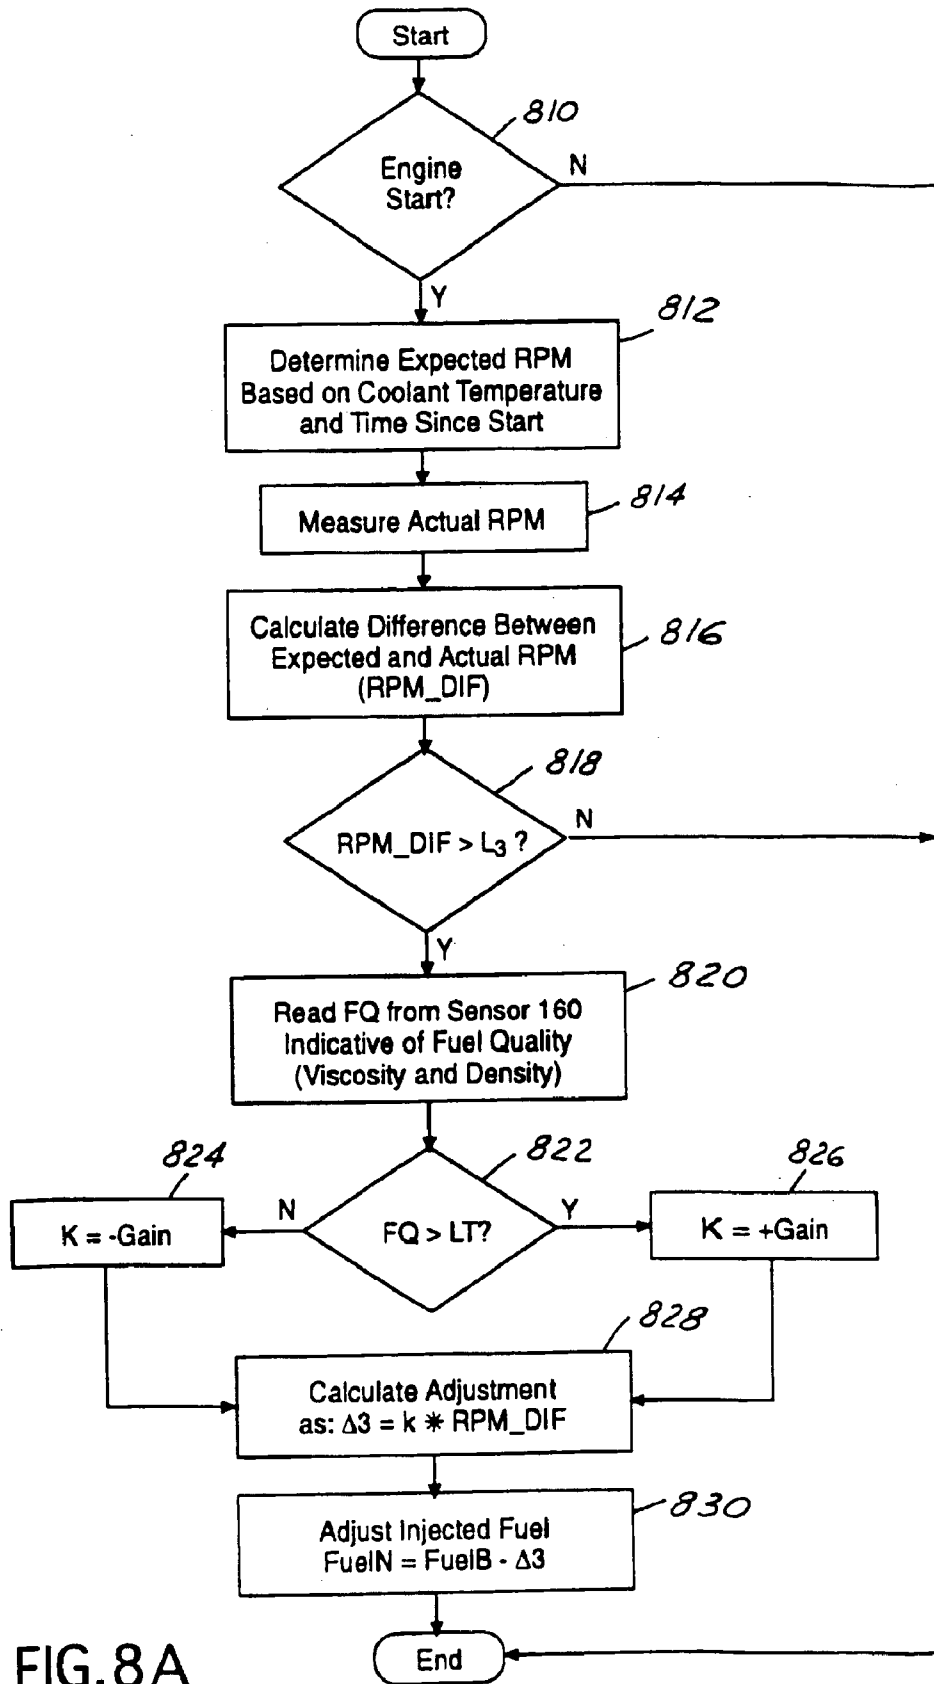 Start
810
Engine
Start?
N
Y
812
Determine Expected RPM
Based on Coolant Temperature
and Time Since Start
814
Measure Actual RPM
816
Calculate Difference Between
Expected and Actual RPM
(RPM_DIF)
818
RPM_DIF > L3 ?
N
Y
820
Read FQ from Sensor 160
Indicative of Fuel Quality
(Viscosity and Density)
824
822
826
K = -Gain
N
FQ > LT?
Y
K = +Gain
828
Calculate Adjustment
as: Δ3 = k * RPM_DIF
830
Adjust Injected Fuel
FuelN = FuelB - Δ3
End
FIG. 8A